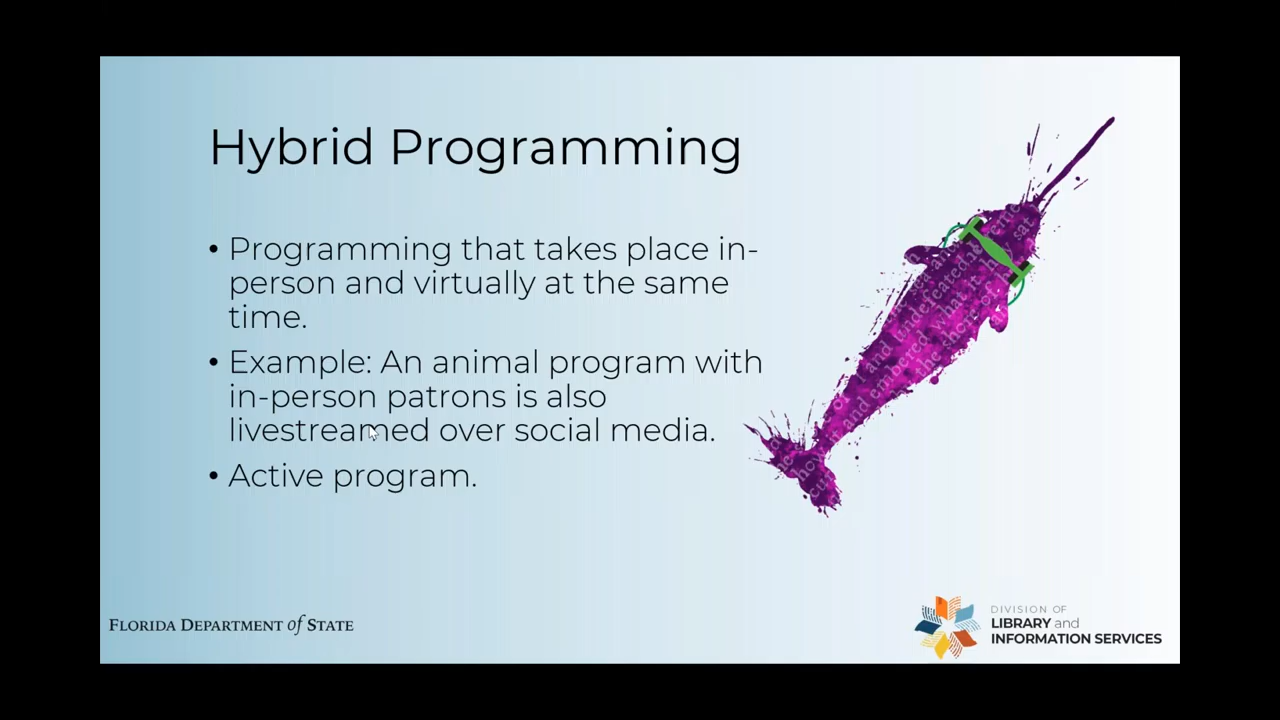 Hybrid Programming
• Programming that takes place in-
person and virtually at the same
time.
• Example: An animal program with
in-person patrons is also
livestreamed over social media.
• Active program.
FLORIDA DEPARTMENT of STATE
DIVISION OF
LIBRARY and
INFORMATION SERVICES